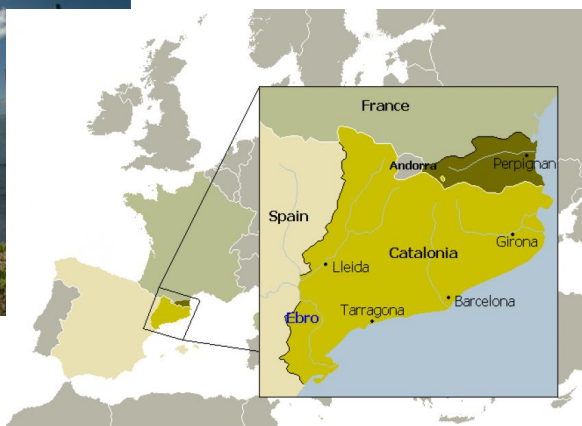 France
Andorra
Perpignan
Spain
Girona
Catalonia
Lleida
Barcelona
Ebro
Tarragona